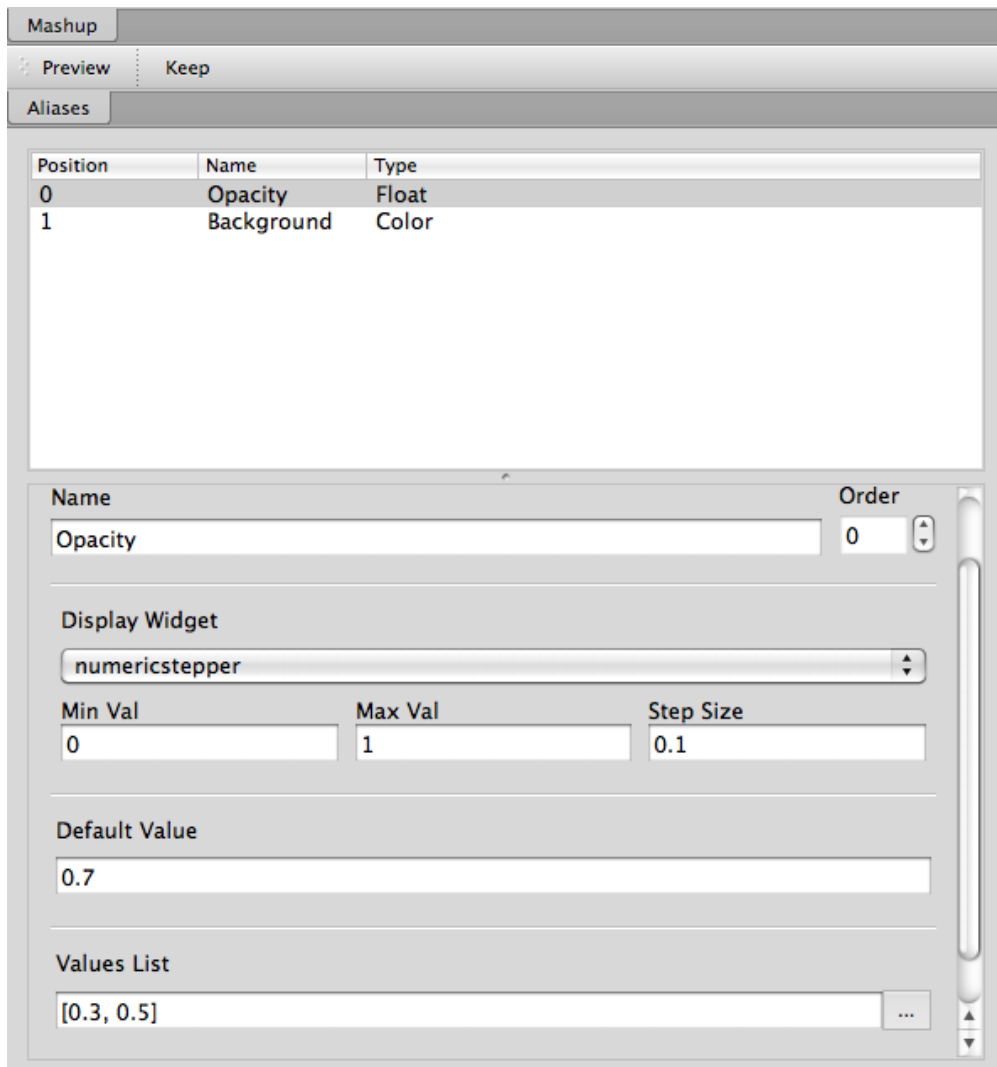 Mashup
Preview Keep
Aliases
Position Name Type
0 Opacity Float
1 Background Color
Name Order
Opacity 0
Display Widget
numericstepper
Min Val Max Val Step Size
0 1 0.1
Default Value
0.7
Values List
[0.3, 0.5] ...